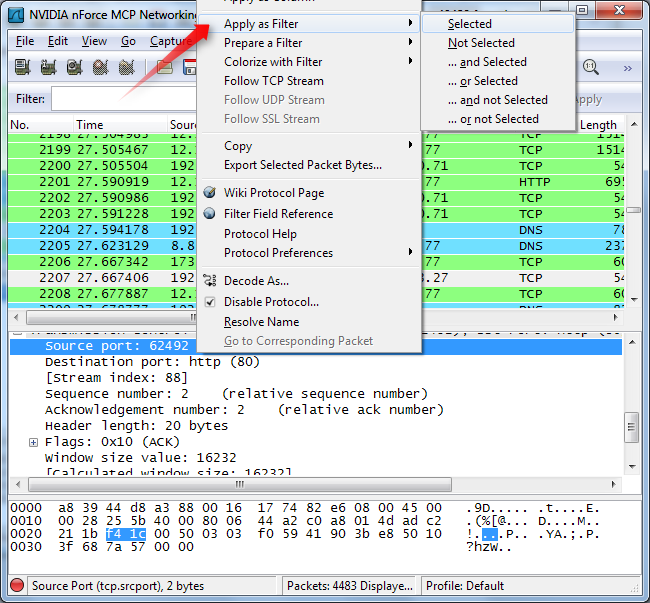 NVIDIA nForce MCP Networking
Apply as Column
File Edit View Go Capture
Apply as Filter
Prepare a Filter
Colorize with Filter
Follow TCP Stream
Follow UDP Stream
Follow SSL Stream
Copy
Export Selected Packet Bytes...
Wiki Protocol Page
Filter Field Reference
Protocol Help
Protocol Preferences
Decode As...
Disable Protocol...
Resolve Name
Go to Corresponding Packet
Selected
Not Selected
... and Selected
... or Selected
... and not Selected
... or not Selected
Filter: Apply
No. Time Sour Length
2198 27.504985 12. 77 TCP 1514
2199 27.505467 12. 77 TCP 1514
2200 27.505504 192 0.71 TCP 54
2201 27.590919 12. 77 HTTP 695
2202 27.590986 192 0.71 TCP 54
2203 27.591228 192 0.71 TCP 54
2204 27.594178 192 DNS 78
2205 27.623129 8.8 77 DNS 237
2206 27.667342 173 77 TCP 60
2207 27.667406 192 3.27 TCP 54
2208 27.677887 12. 77 TCP 60
Source port: 62492
Destination port: http (80)
[Stream index: 88]
Sequence number: 2 (relative sequence number)
Acknowledgement number: 2 (relative ack number)
Header length: 20 bytes
Flags: 0x10 (ACK)
Window size value: 16232
[Calculated window size: 16232]
0000 a8 39 44 d8 a3 88 00 16 17 74 82 e6 08 00 45 00 .9D..... .t....E.
0010 00 28 25 5b 40 00 80 06 44 a2 c0 a8 01 4d ad c2 .(%[@... D....M..
0020 21 1b f4 1c 00 50 03 03 f0 59 41 90 3b e8 50 10 !....P.. .YA.;.P.
0030 3f 68 7a 57 00 00 ?hzW..
Source Port (tcp.srcport), 2 bytes Packets: 4483 Displaye... Profile: Default